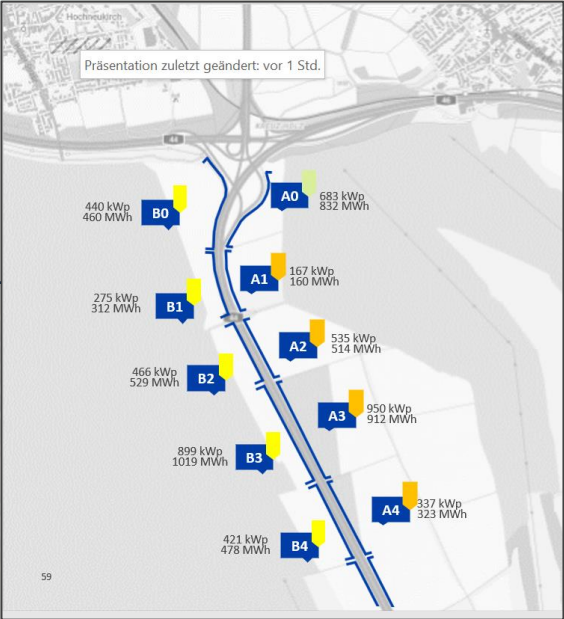 Hochneukirch
Präsentation zuletzt geändert: vor 1 Std.
46
44
A0
683 kWp
832 MWh
440 kWp
460 MWh
B0
A1
167 kWp
160 MWh
275 kWp
312 MWh
B1
A2
535 kWp
514 MWh
466 kWp
529 MWh
B2
A3
950 kWp
912 MWh
899 kWp
1019 MWh
B3
A4
337 kWp
323 MWh
421 kWp
478 MWh
B4
59